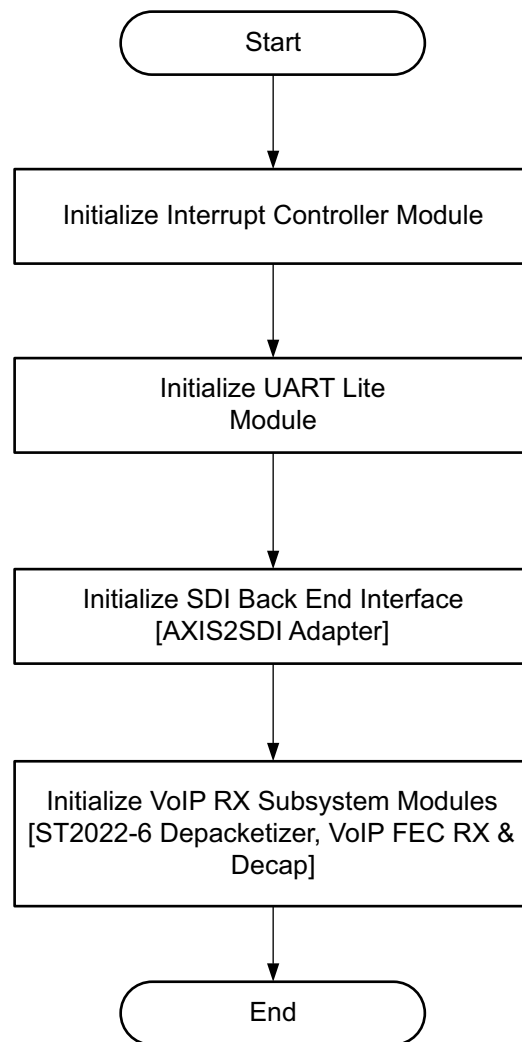 Start
Initialize Interrupt Controller Module
Initialize UART Lite
Module
Initialize SDI Back End Interface
[AXIS2SDI Adapter]
Initialize VoIP RX Subsystem Modules
[ST2022-6 Depacketizer, VoIP FEC RX &
Decap]
End